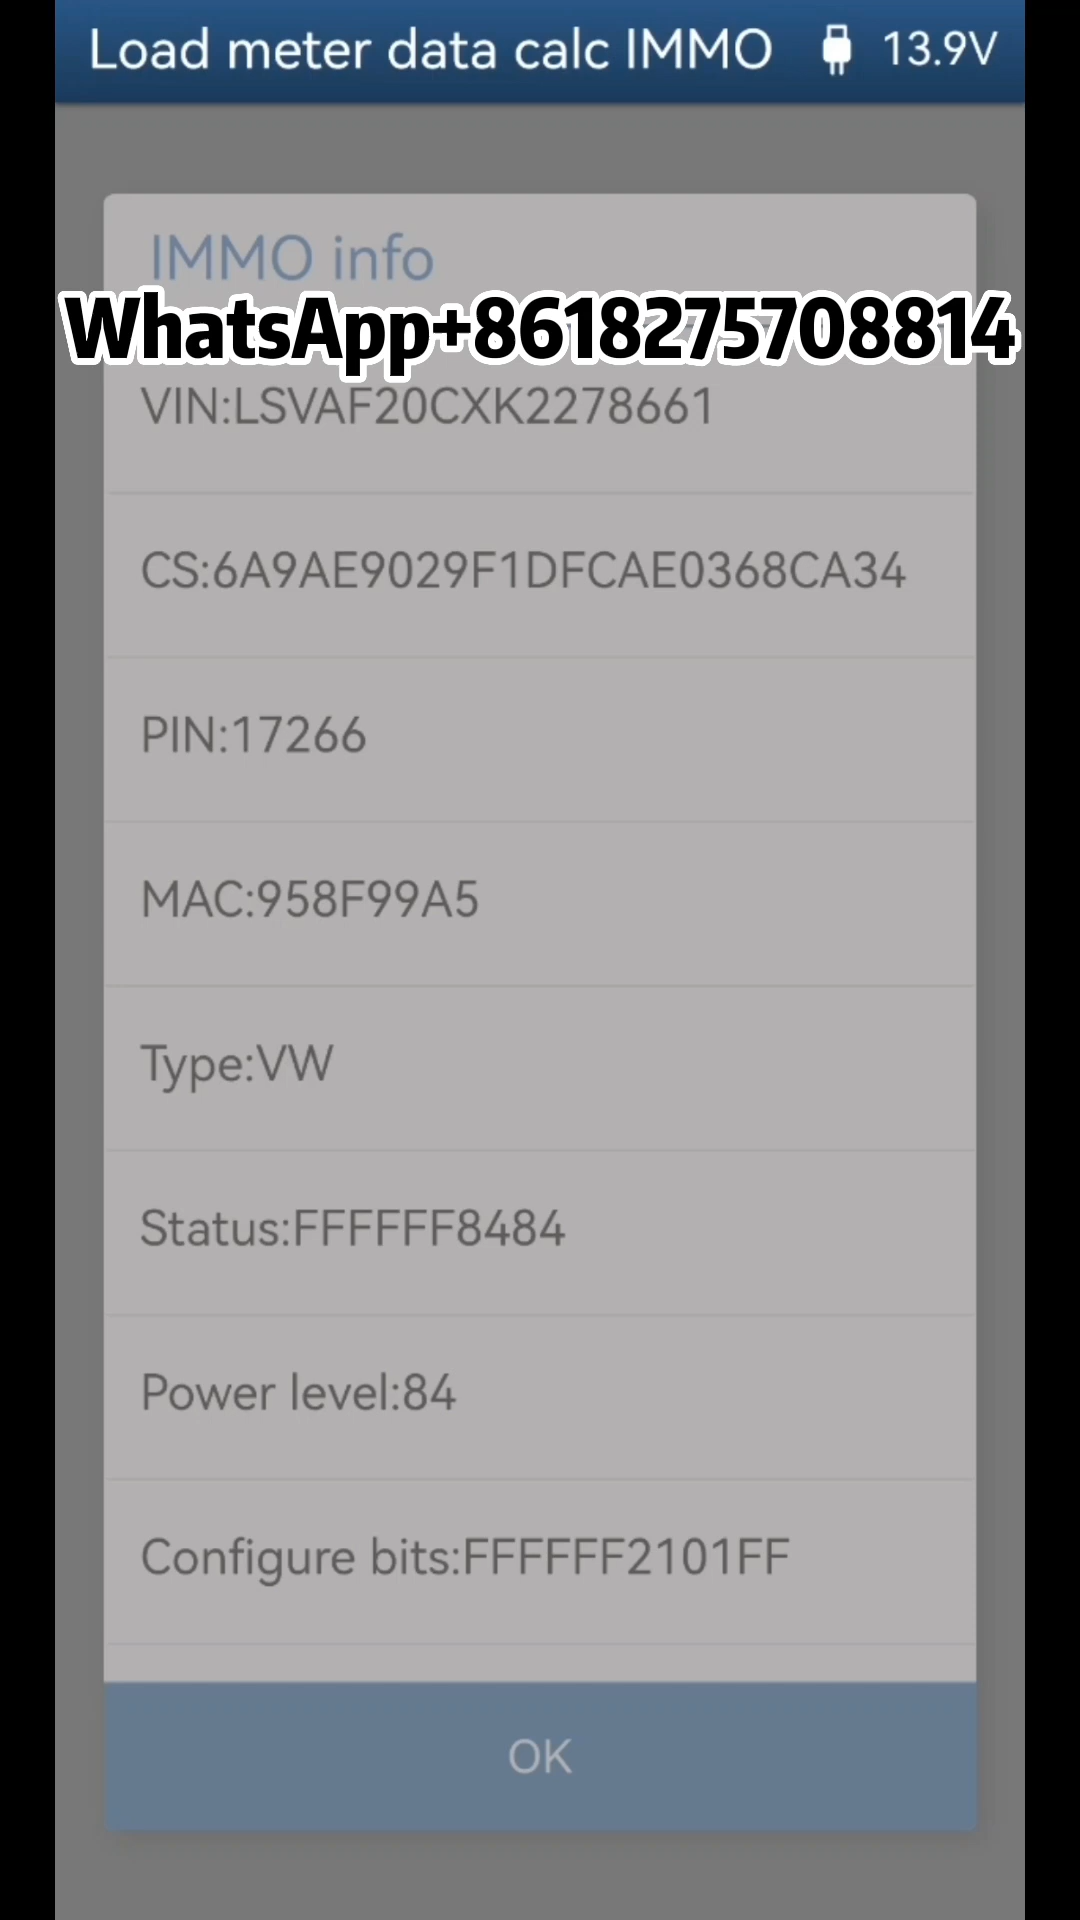 Load meter data calc IMMO 13.9V
IMMO info
WhatsApp+8618275708814
VIN:LSVAF20CXK2278661
CS:6A9AE9029F1DFCAE0368CA34
PIN:17266
MAC:958F99A5
Type:VW
Status:FFFFFF8484
Power level:84
Configure bits:FFFFFF2101FF
OK